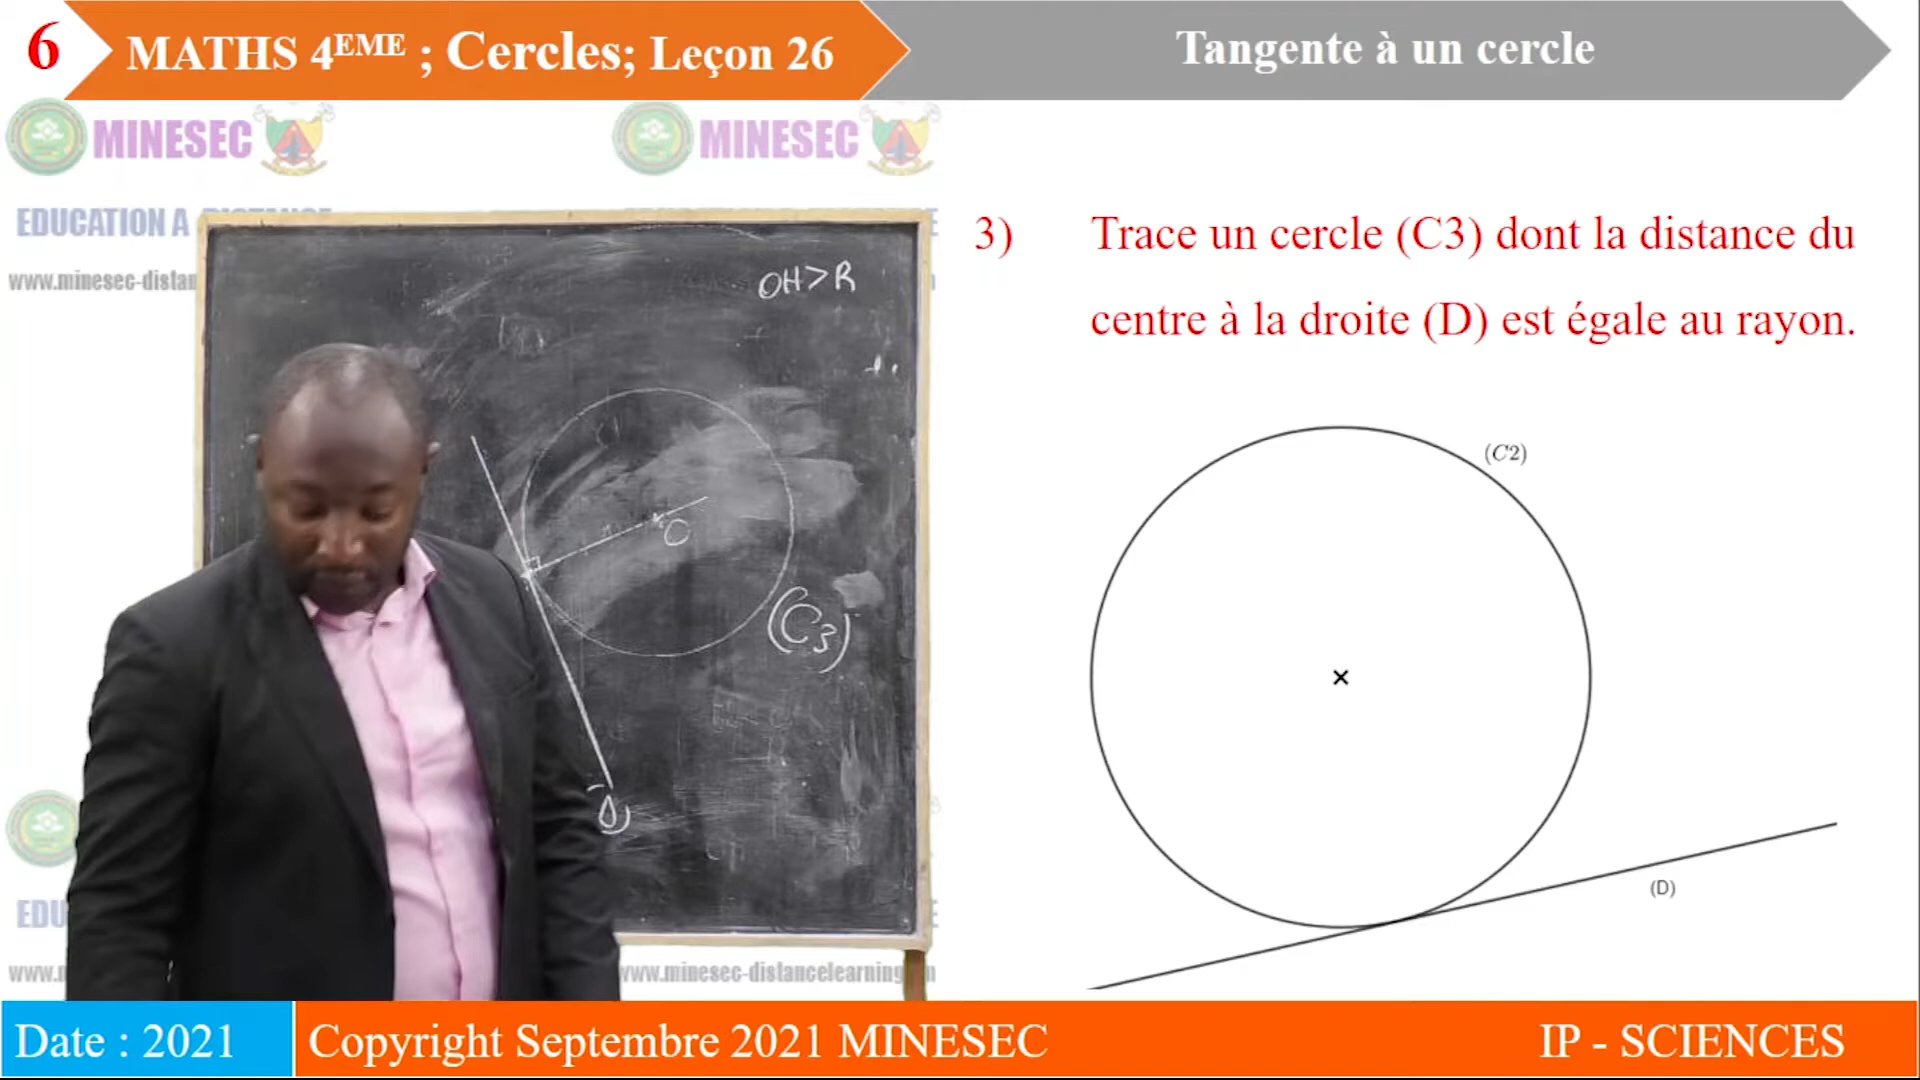 6
MATHS 4EME ; Cercles; Leçon 26
Tangente à un cercle
MINESEC
MINESEC
EDUCATION A
www.minesec-distan
OH>R
O
(C3)
(D)
3) Trace un cercle (C3) dont la distance du
centre à la droite (D) est égale au rayon.
(C2)
(D)
EDU
www.minesec-distancelearning
Date : 2021
Copyright Septembre 2021 MINESEC
IP - SCIENCES